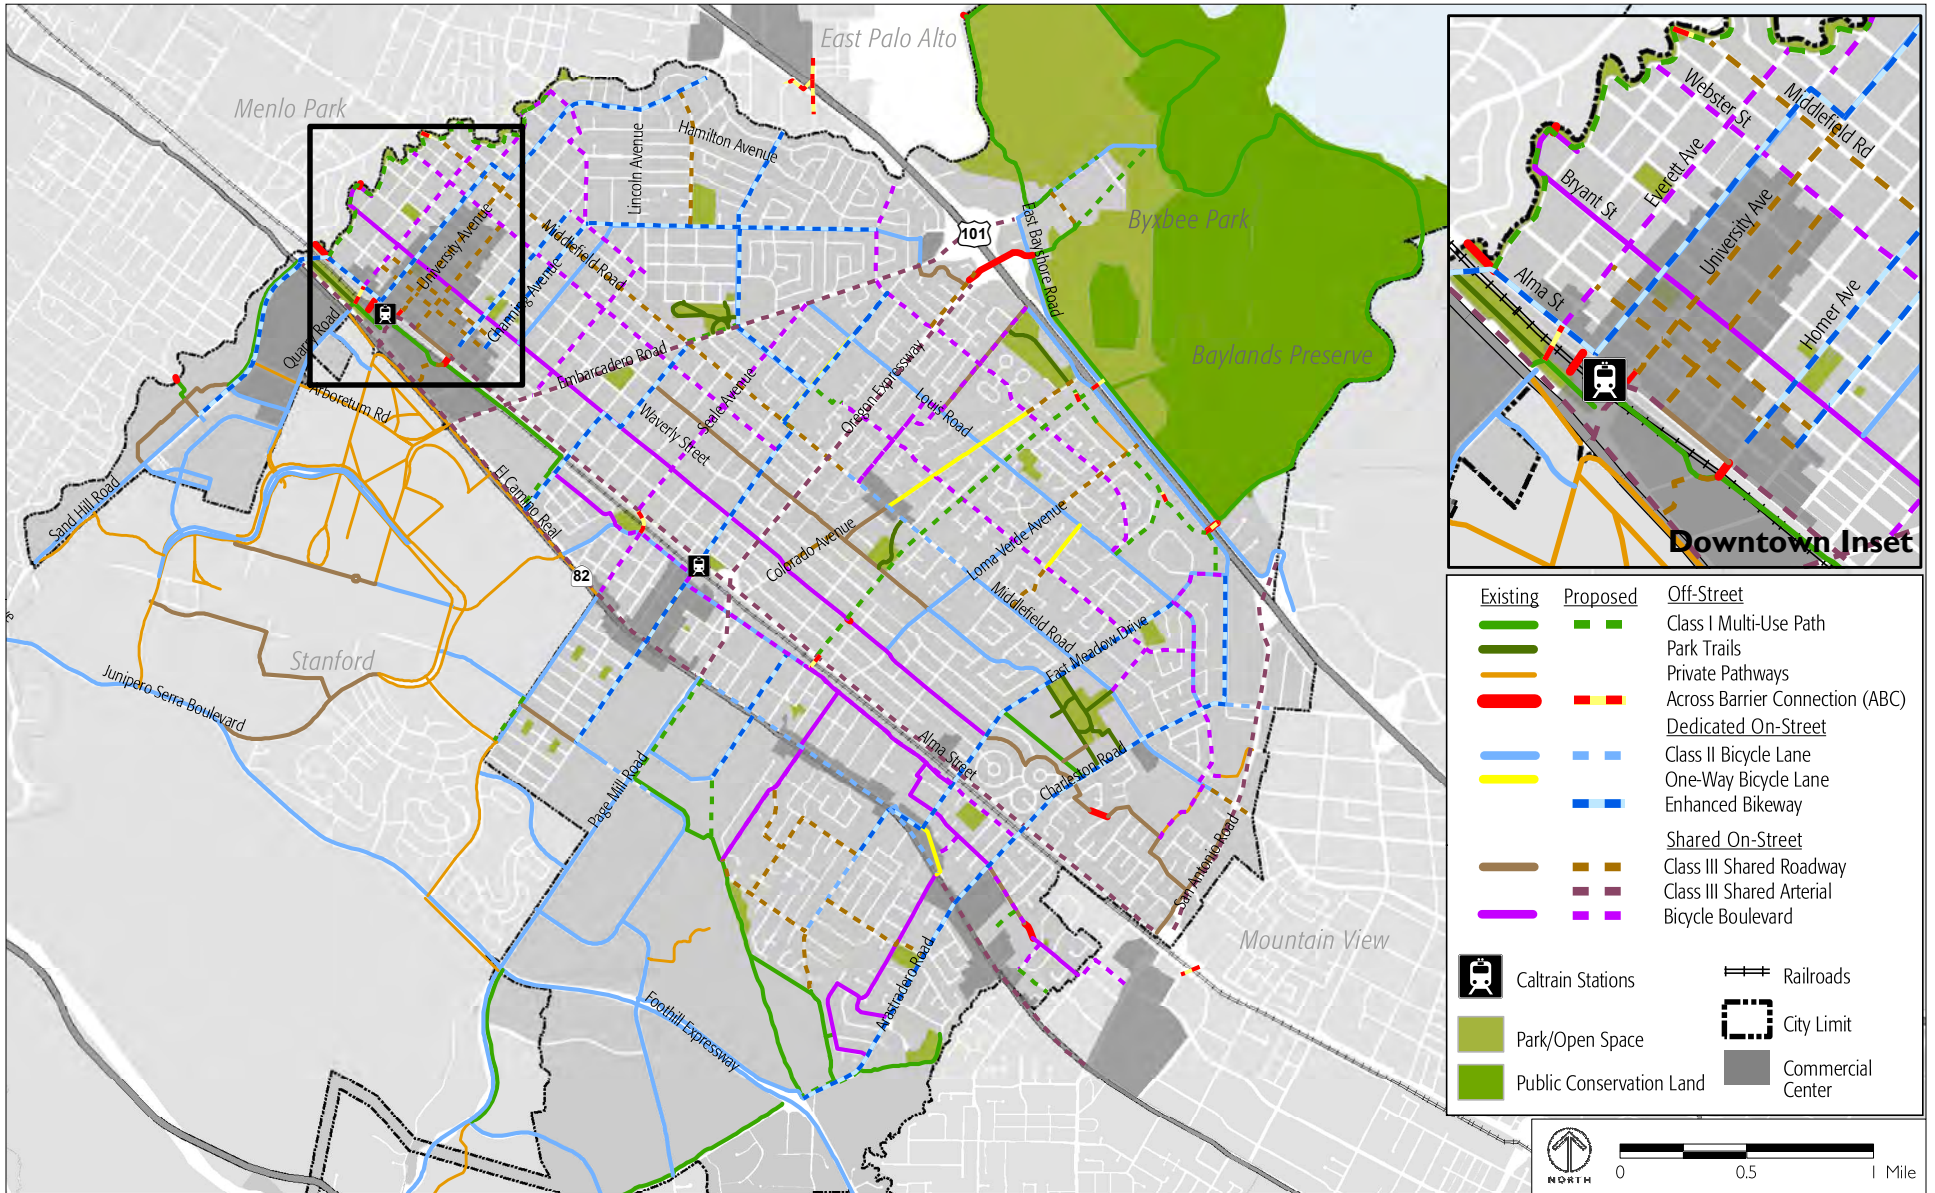 East Palo Alto
Menlo Park
Lincoln Avenue
Hamilton Avenue
University Avenue
Middlefield Road
Channing Avenue
101
East Bayshore Road
Byxbee Park
Baylands Preserve
Quarry Road
Arboretum Rd
Embarcadero Road
Oregon Expressway
Seale Avenue
Waverly Street
Louis Road
El Camino Real
Sand Hill Road
Colorado Avenue
Loma Verde Avenue
82
Middlefield Road
East Meadow Drive
Stanford
Junipero Serra Boulevard
Page Mill Road
Alma Street
Charleston Road
San Antonio Road
Mountain View
Arastradero Road
Foothill Expressway
Webster St
Middlefield Rd
Everett Ave
Bryant St
University Ave
Alma St
Homer Ave
Downtown Inset
Existing Proposed Off-Street
Class I Multi-Use Path
Park Trails
Private Pathways
Across Barrier Connection (ABC)
Dedicated On-Street
Class II Bicycle Lane
One-Way Bicycle Lane
Enhanced Bikeway
Shared On-Street
Class III Shared Roadway
Class III Shared Arterial
Bicycle Boulevard
Caltrain Stations
Railroads
Park/Open Space
City Limit
Public Conservation Land
Commercial
Center
NORTH
0 0.5 1 Mile